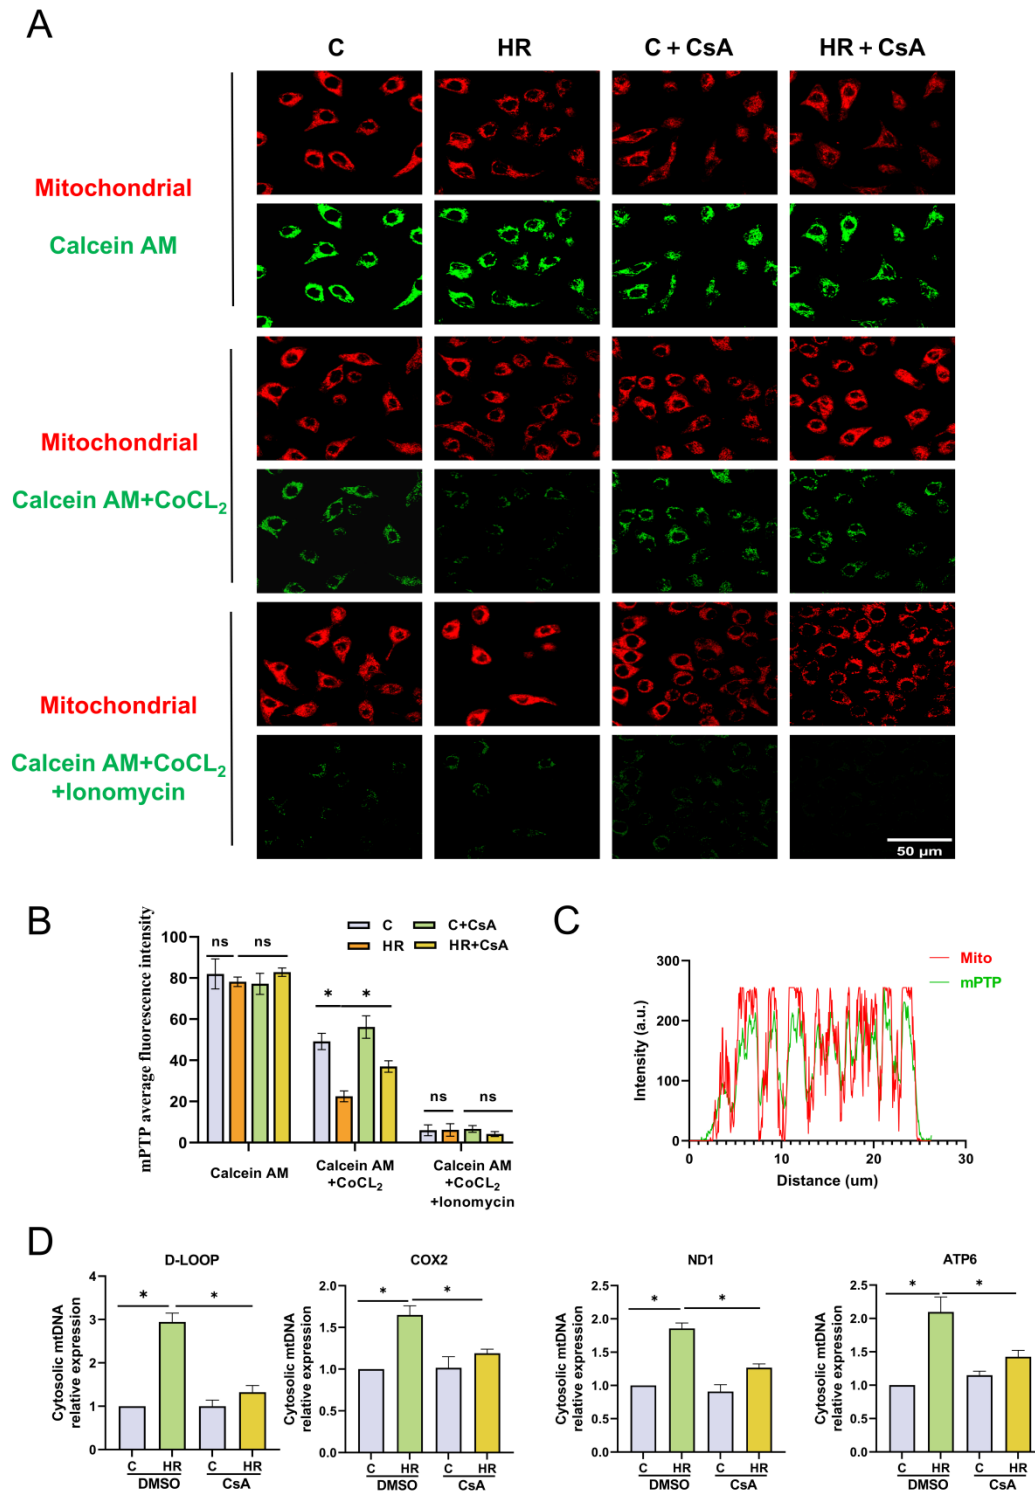 A
C HR C + CsA HR + CsA
Mitochondrial
Calcein AM
Mitochondrial
Calcein AM+CoCL₂
Mitochondrial
Calcein AM+CoCL₂
+Ionomycin
50 μm
B
mPTP average fluorescence intensity
C C+CsA
HR HR+CsA
100
80
60
40
20
0
ns ns
* *
ns ns
Calcein AM
Calcein AM
+CoCL₂
Calcein AM
+CoCL₂
+Ionomycin
C
Mito
mPTP
Intensity (a.u.)
300
200
100
0
0 10 20 30
Distance (um)
D
D-LOOP
Cytosolic mtDNA
relative expression
4
3
2
1
0
* *
C HR C HR
DMSO CsA
COX2
Cytosolic mtDNA
relative expression
2.0
1.5
1.0
0.5
0.0
* *
C HR C HR
DMSO CsA
ND1
Cytosolic mtDNA
relative expression
2.5
2.0
1.5
1.0
0.5
0.0
* *
C HR C HR
DMSO CsA
ATP6
Cytosolic mtDNA
relative expression
2.5
2.0
1.5
1.0
0.5
0.0
* *
C HR C HR
DMSO CsA